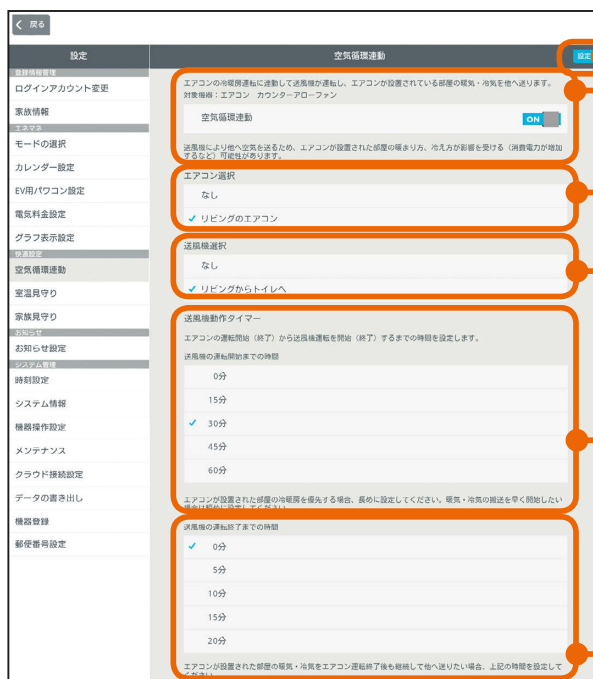 戻る
設定
空気循環連動
設定
登録情報管理
ログインアカウント変更
家族情報
エネマネ
モードの選択
カレンダー設定
EV用パワコン設定
電気料金設定
グラフ表示設定
快適設定
空気循環連動
室温見守り
家族見守り
お知らせ
お知らせ設定
システム管理
時刻設定
システム情報
機器操作設定
メンテナンス
クラウド接続設定
データの書き出し
機器登録
郵便番号設定
エアコンの冷暖房運転に連動して送風機が運転し、エアコンが設置されている部屋の暖気・冷気を他へ送ります。
対象機器：エアコン　カウンターアローファン
空気循環連動
ON
送風機により他へ空気を送るため、エアコンが設置された部屋の暖まり方、冷え方が影響を受ける（消費電力が増加
するなど）可能性があります。
エアコン選択
なし
リビングのエアコン
送風機選択
なし
リビングからトイレへ
送風機動作タイマー
エアコンの運転開始（終了）から送風機運転を開始（終了）するまでの時間を設定します。
送風機の運転開始までの時間
0分
15分
30分
45分
60分
エアコンが設置された部屋の冷暖房を優先する場合、長めに設定してください。暖気・冷気の搬送を早く開始したい
場合は短めに設定してください。
送風機の運転終了までの時間
0分
5分
10分
15分
20分
エアコンが設置された部屋の暖気・冷気をエアコン運転終了後も継続して他へ送りたい場合、上記の時間を設定して
ください。